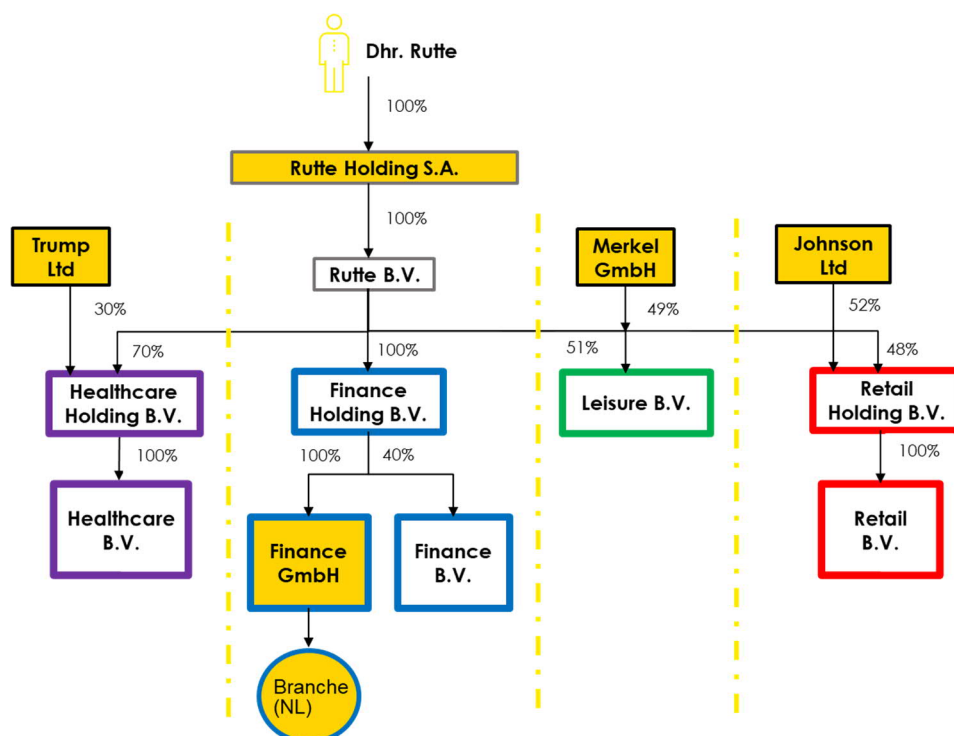 Dhr. Rutte
100%
Rutte Holding S.A.
100%
Trump
Ltd
Merkel
GmbH
Johnson
Ltd
Rutte B.V.
30%
49%
52%
70%
100%
51%
48%
Healthcare
Holding B.V.
Finance
Holding B.V.
Leisure B.V.
Retail
Holding B.V.
100%
100%
40%
100%
Healthcare
B.V.
Finance
GmbH
Finance
B.V.
Retail
B.V.
Branche
(NL)